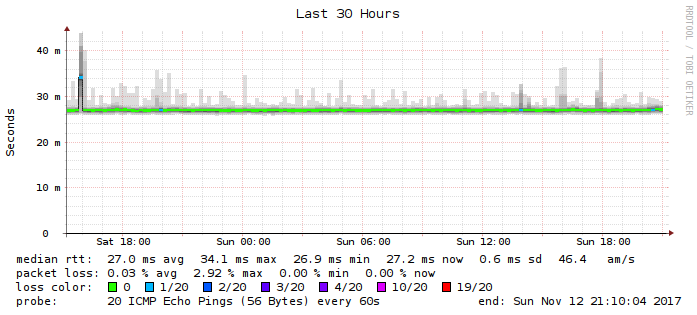 Last 30 Hours
RRDTOOL / TOBI OETIKER
Seconds
40 m
30 m
20 m
10 m
0
Sat 18:00 Sun 00:00 Sun 06:00 Sun 12:00 Sun 18:00
median rtt: 27.0 ms avg 34.1 ms max 26.9 ms min 27.2 ms now 0.6 ms sd 46.4 am/s
packet loss: 0.03 % avg 2.92 % max 0.00 % min 0.00 % now
loss color: 0 1/20 2/20 3/20 4/20 10/20 19/20
probe: 20 ICMP Echo Pings (56 Bytes) every 60s end: Sun Nov 12 21:10:04 2017